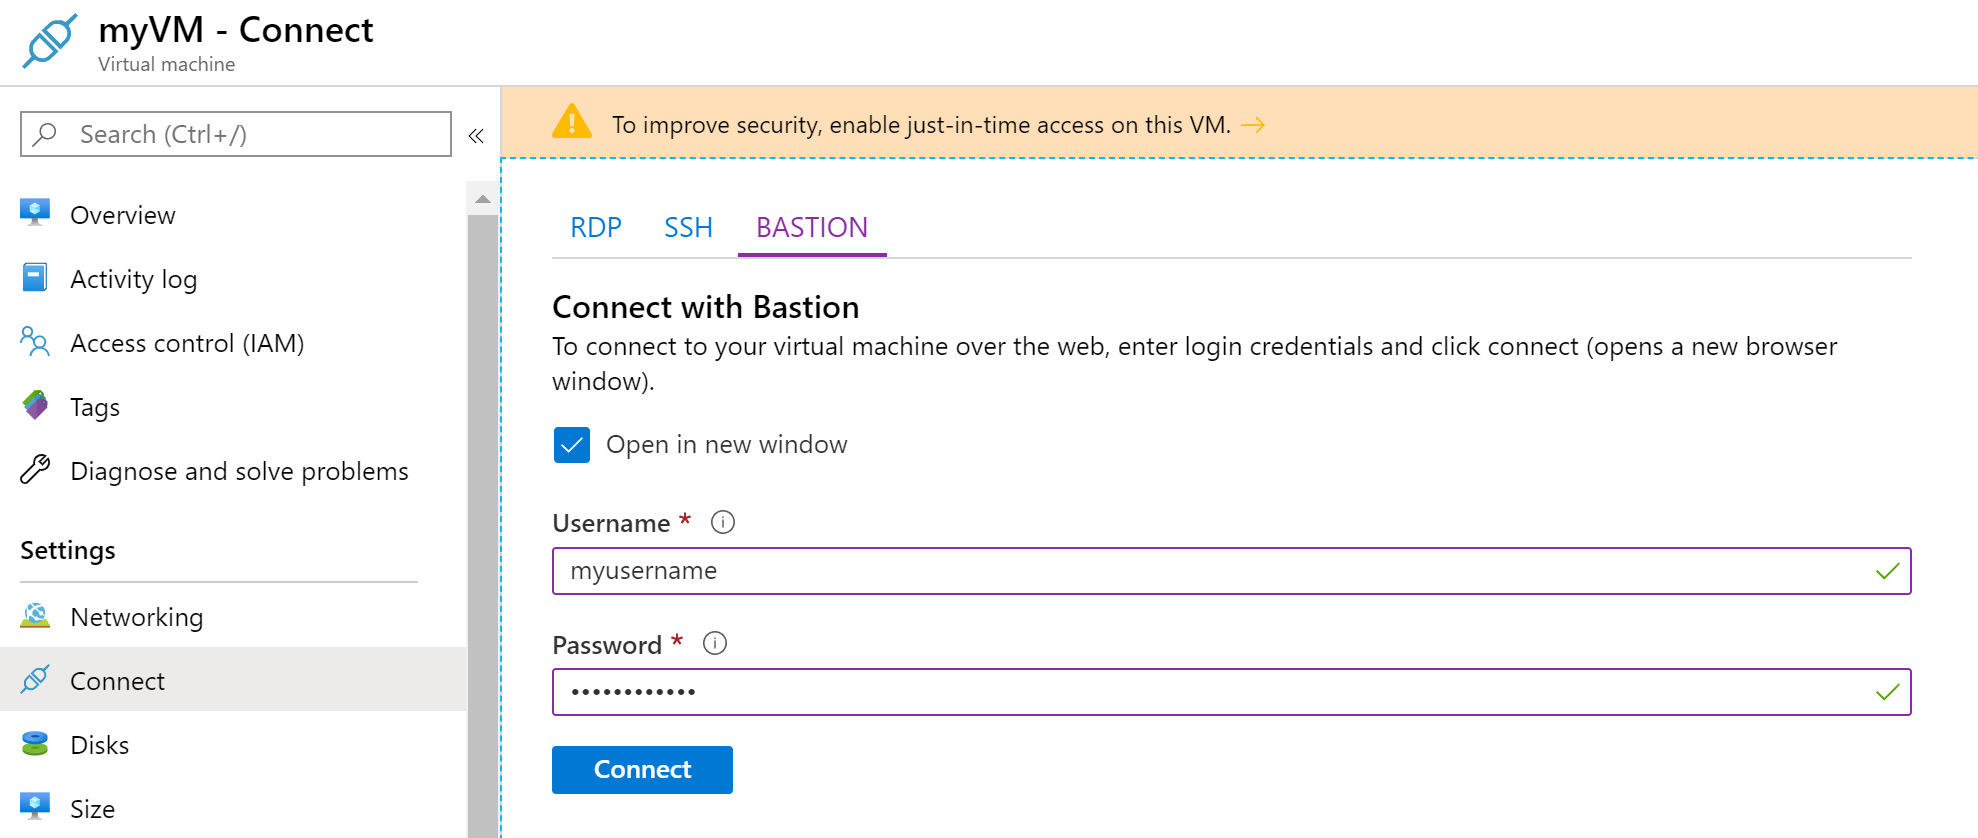 myVM - Connect
Virtual machine
Search (Ctrl+/)
«
Overview
Activity log
Access control (IAM)
Tags
Diagnose and solve problems
Settings
Networking
Connect
Disks
Size
To improve security, enable just-in-time access on this VM. →
RDP SSH BASTION
Connect with Bastion
To connect to your virtual machine over the web, enter login credentials and click connect (opens a new browser
window).
Open in new window
Username *
myusername
Password *
••••••••••••
Connect